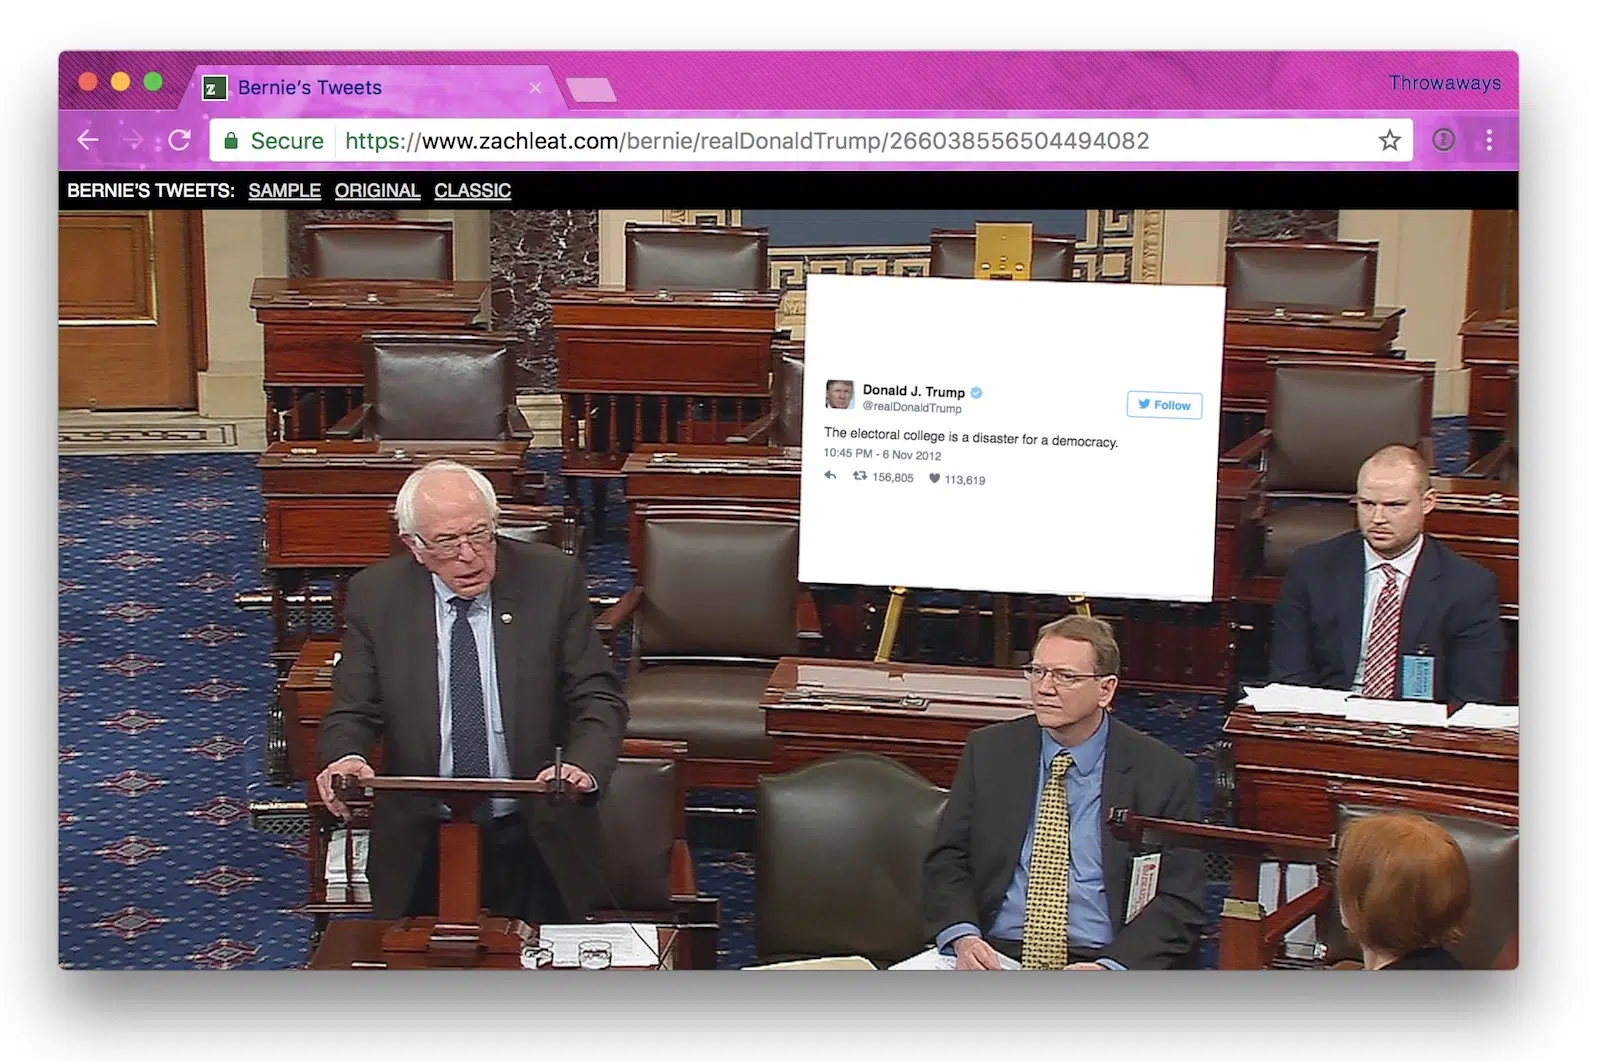 Bernie’s Tweets
Throwaways
Secure https://www.zachleat.com/bernie/realDonaldTrump/266038556504494082
BERNIE’S TWEETS: SAMPLE ORIGINAL CLASSIC
Donald J. Trump
@realDonaldTrump
Follow
The electoral college is a disaster for a democracy.
10:45 PM - 6 Nov 2012
156,805 113,619